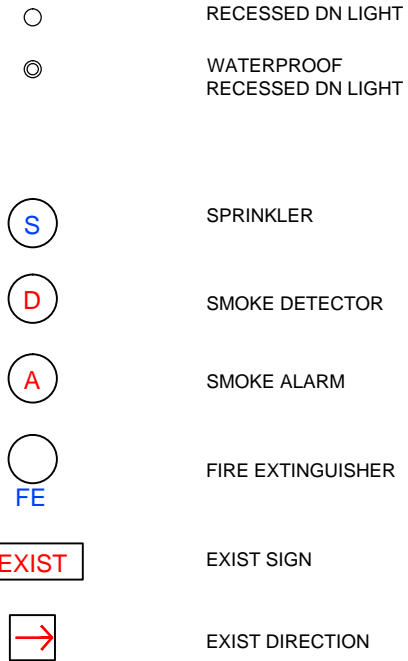 RECESSED DN LIGHT
WATERPROOF
RECESSED DN LIGHT
S SPRINKLER
D SMOKE DETECTOR
A SMOKE ALARM
FIRE EXTINGUISHER
FE
EXIST EXIST SIGN
EXIST DIRECTION